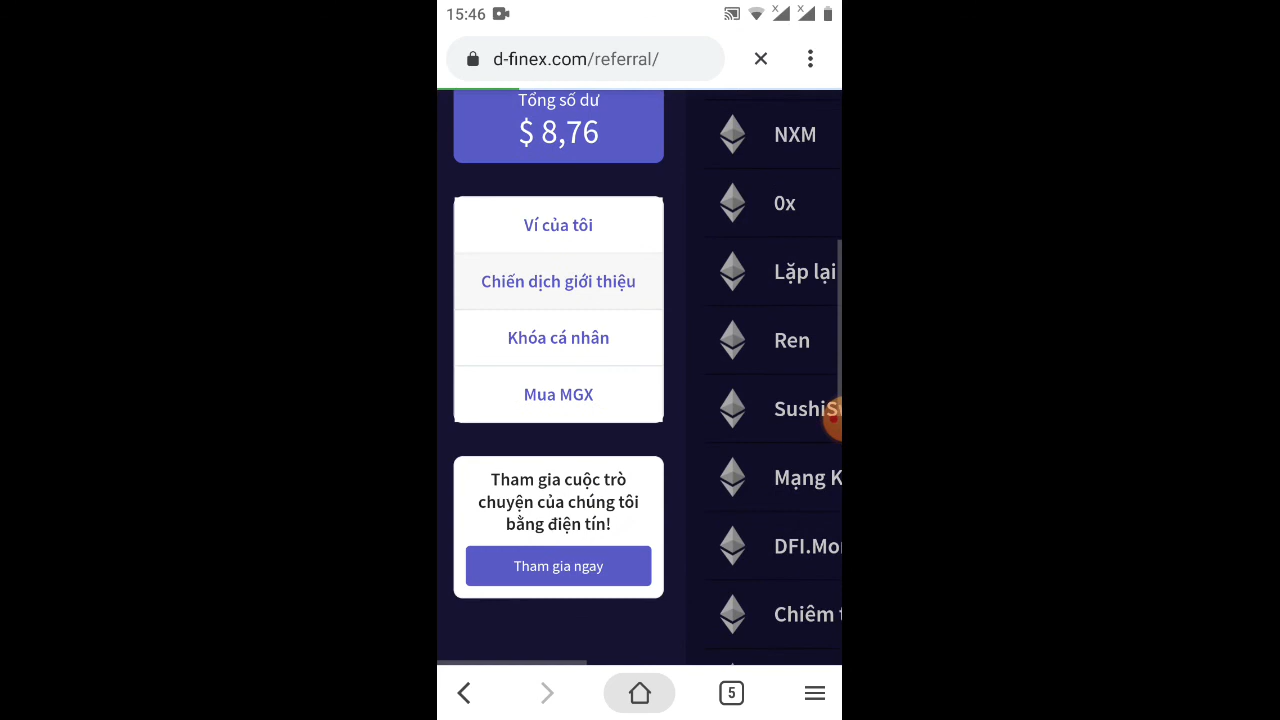 15:46
d-finex.com/referral/
Tổng số dư
$ 8,76
Ví của tôi
Chiến dịch giới thiệu
Khóa cá nhân
Mua MGX
Tham gia cuộc trò
chuyện của chúng tôi
bằng điện tín!
Tham gia ngay
NXM
0x
Lặp lại
Ren
SushiS
Mạng K
DFI.Mo
Chiêm
5